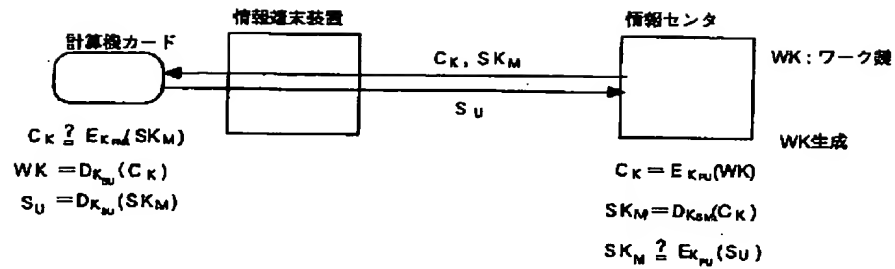 情報端末装置
情報センタ
計算機カード
C_K , SK_M
WK：ワーク鍵
S_U
C_K ?= E_{K_PM}(SK_M)
WK生成
WK = D_{K_SU}(C_K)
C_K = E_{K_PU}(WK)
S_U = D_{K_SU}(SK_M)
SK_M = D_{K_SM}(C_K)
SK_M ?= E_{K_PU}(S_U)